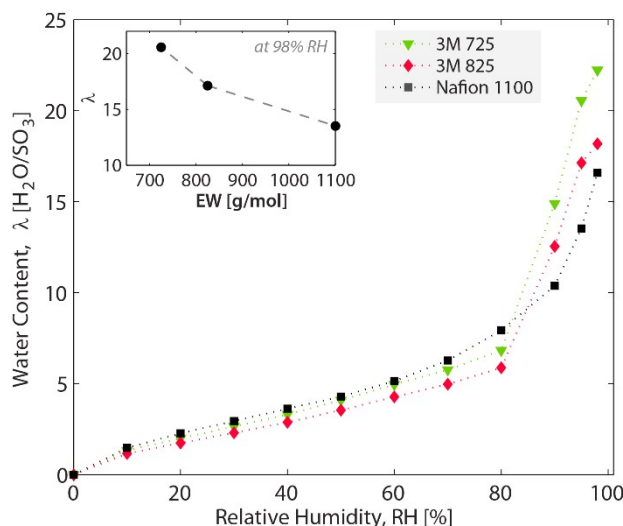 25
20
15
10
5
0
Water Content, λ [H₂O/SO₃]
0
20
40
60
80
100
Relative Humidity, RH [%]
20
15
10
λ
at 98% RH
700
800
900
1000
1100
EW [g/mol]
3M 725
3M 825
Nafion 1100